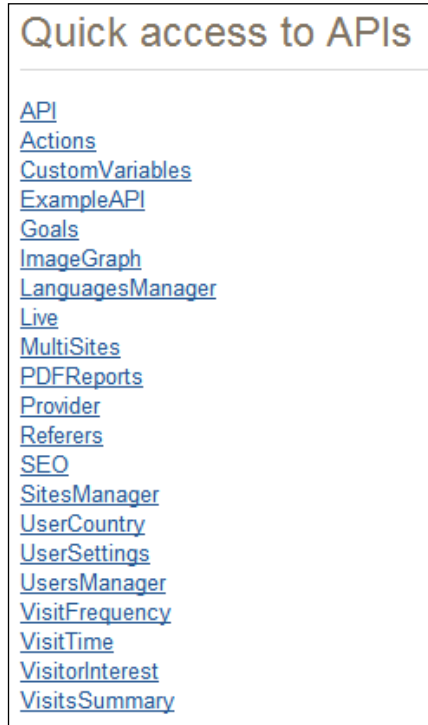 Quick access to APIs
API
Actions
CustomVariables
ExampleAPI
Goals
ImageGraph
LanguagesManager
Live
MultiSites
PDFReports
Provider
Referers
SEO
SitesManager
UserCountry
UserSettings
UsersManager
VisitFrequency
VisitTime
VisitorInterest
VisitsSummary